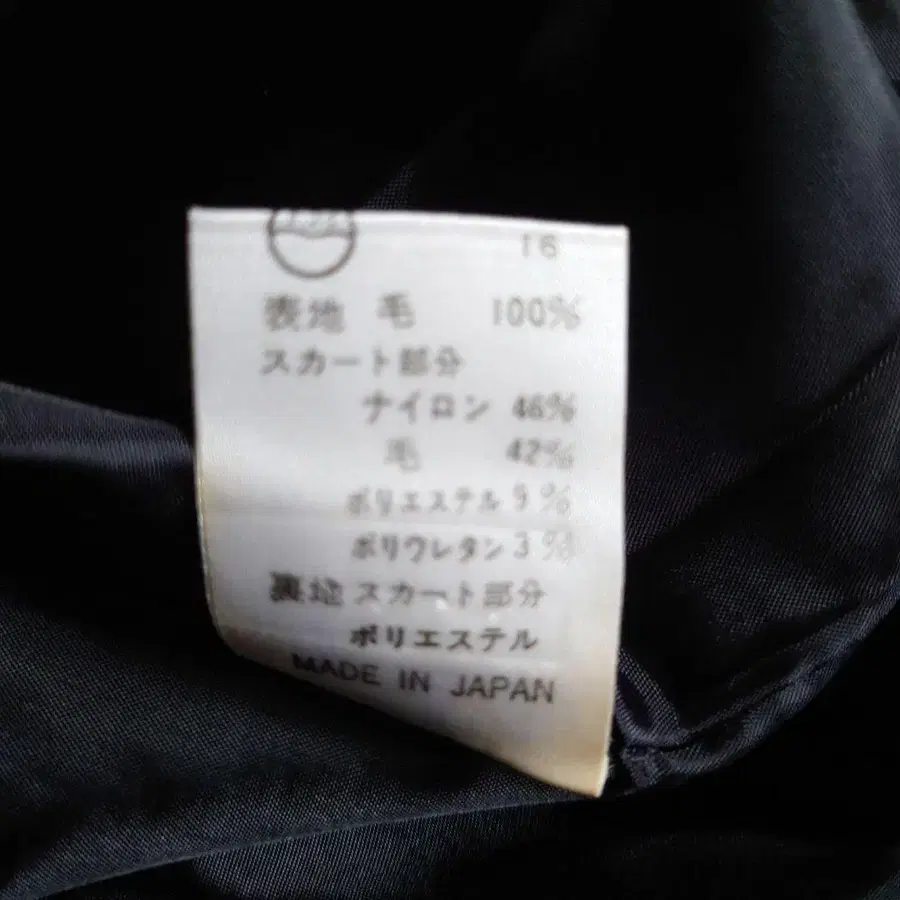 16
表地 毛 100%
スカート部分
ナイロン 46%
毛 42%
ポリエステル 9%
ポリウレタン 3%
裏地 スカート部分
ポリエステル
MADE IN JAPAN